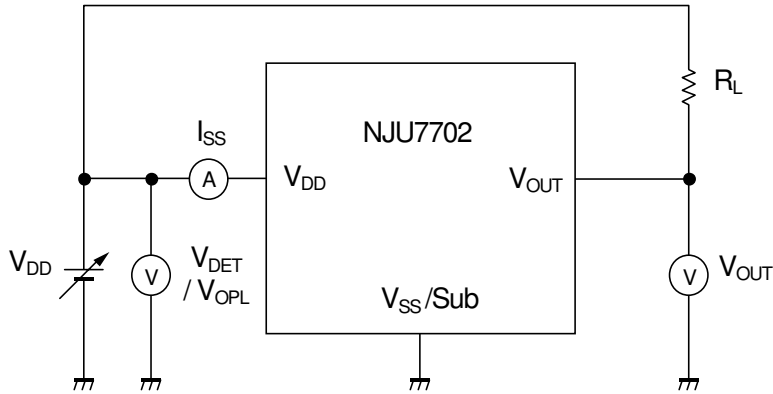 R_L
I_SS
NJU7702
A
V_DD
V_OUT
V_DD
V
V_DET
/ V_OPL
V
V_OUT
V_SS/Sub